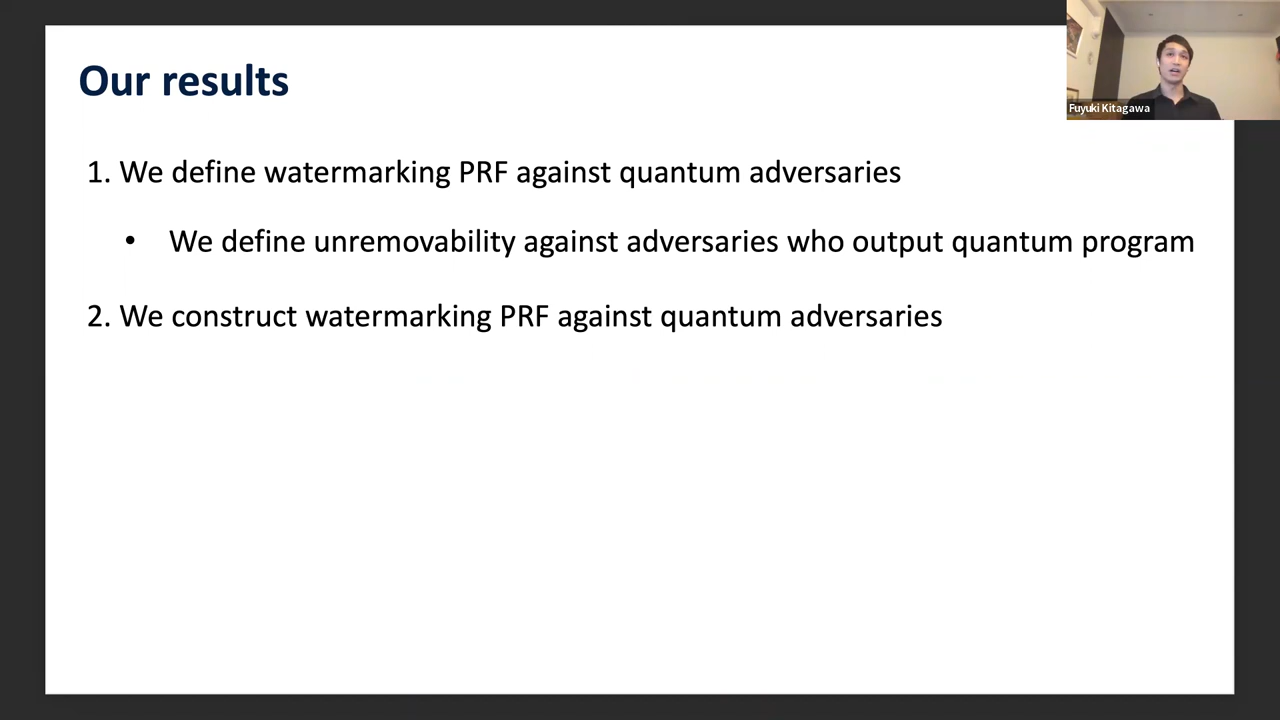 Our results
Fuyuki Kitagawa
1. We define watermarking PRF against quantum adversaries
• We define unremovability against adversaries who output quantum program
2. We construct watermarking PRF against quantum adversaries